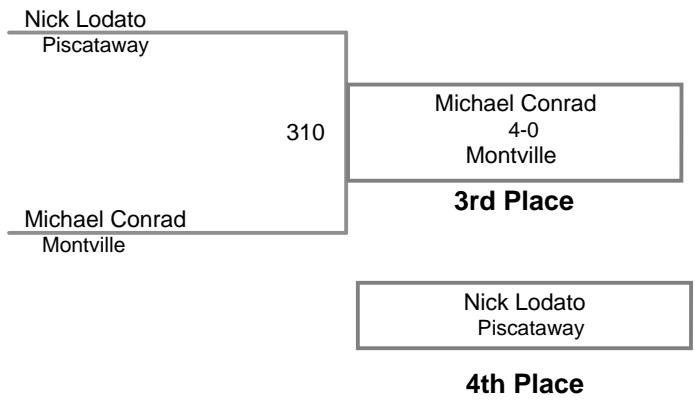 Nick Lodato
Piscataway
310
Michael Conrad
4-0
Montville
3rd Place
Michael Conrad
Montville
Nick Lodato
Piscataway
4th Place